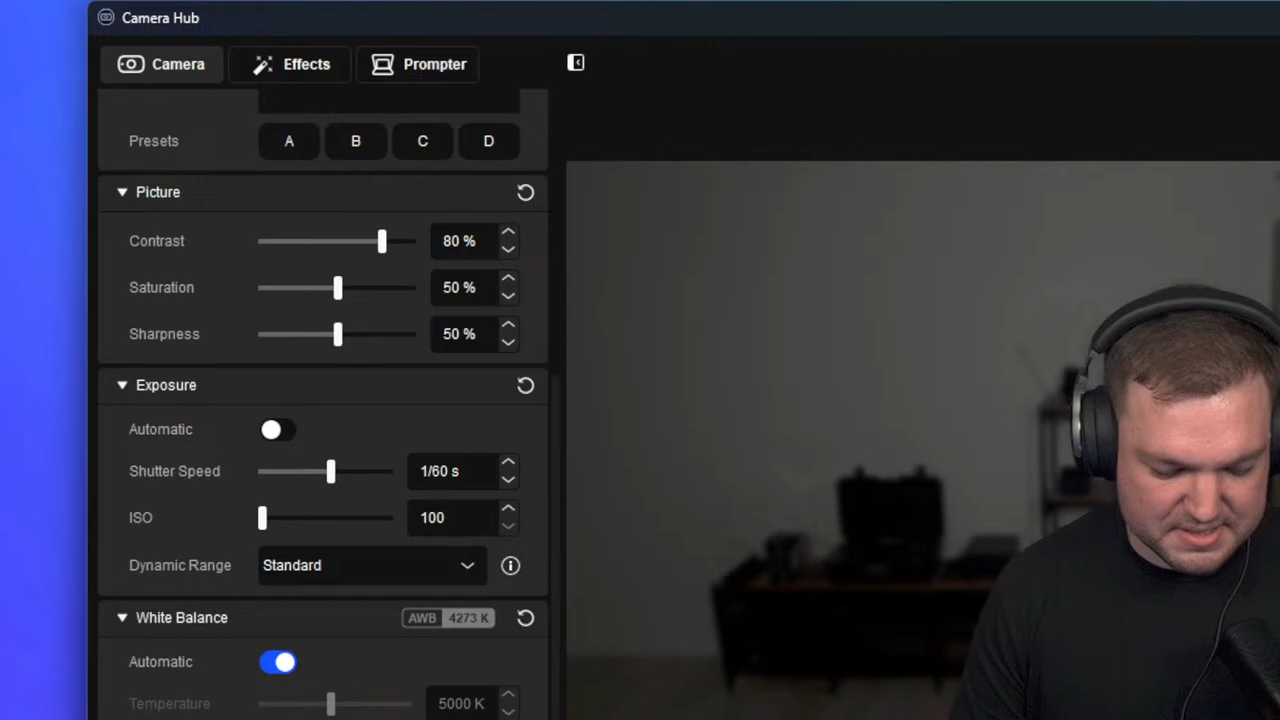 Camera Hub
Camera Effects Prompter
Presets A B C D
Picture
Contrast 80 %
Saturation 50 %
Sharpness 50 %
Exposure
Automatic
Shutter Speed 1/60 s
ISO 100
Dynamic Range Standard
White Balance AWB 4273 K
Automatic
Temperature 5000 K